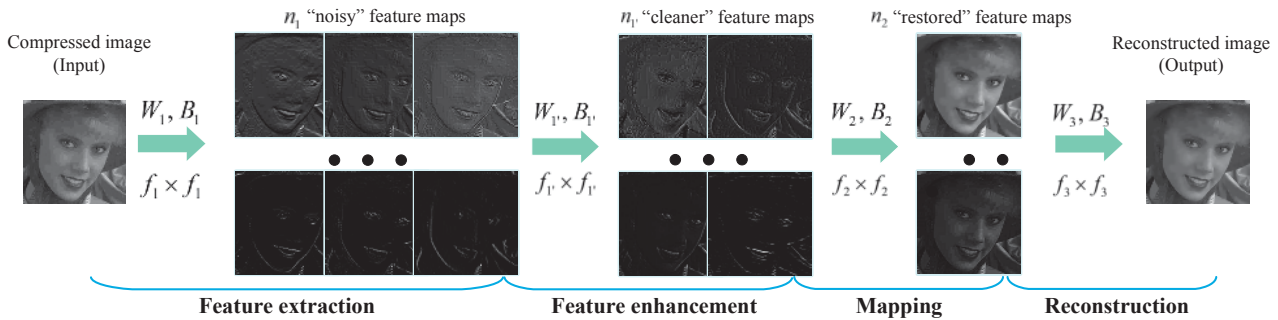 n₁ “noisy” feature maps
n₁' “cleaner” feature maps
n₂ “restored” feature maps
Compressed image
(Input)
Reconstructed image
(Output)
W₁, B₁
f₁ × f₁
W₁', B₁'
f₁' × f₁'
W₂, B₂
f₂ × f₂
W₃, B₃
f₃ × f₃
Feature extraction
Feature enhancement
Mapping
Reconstruction